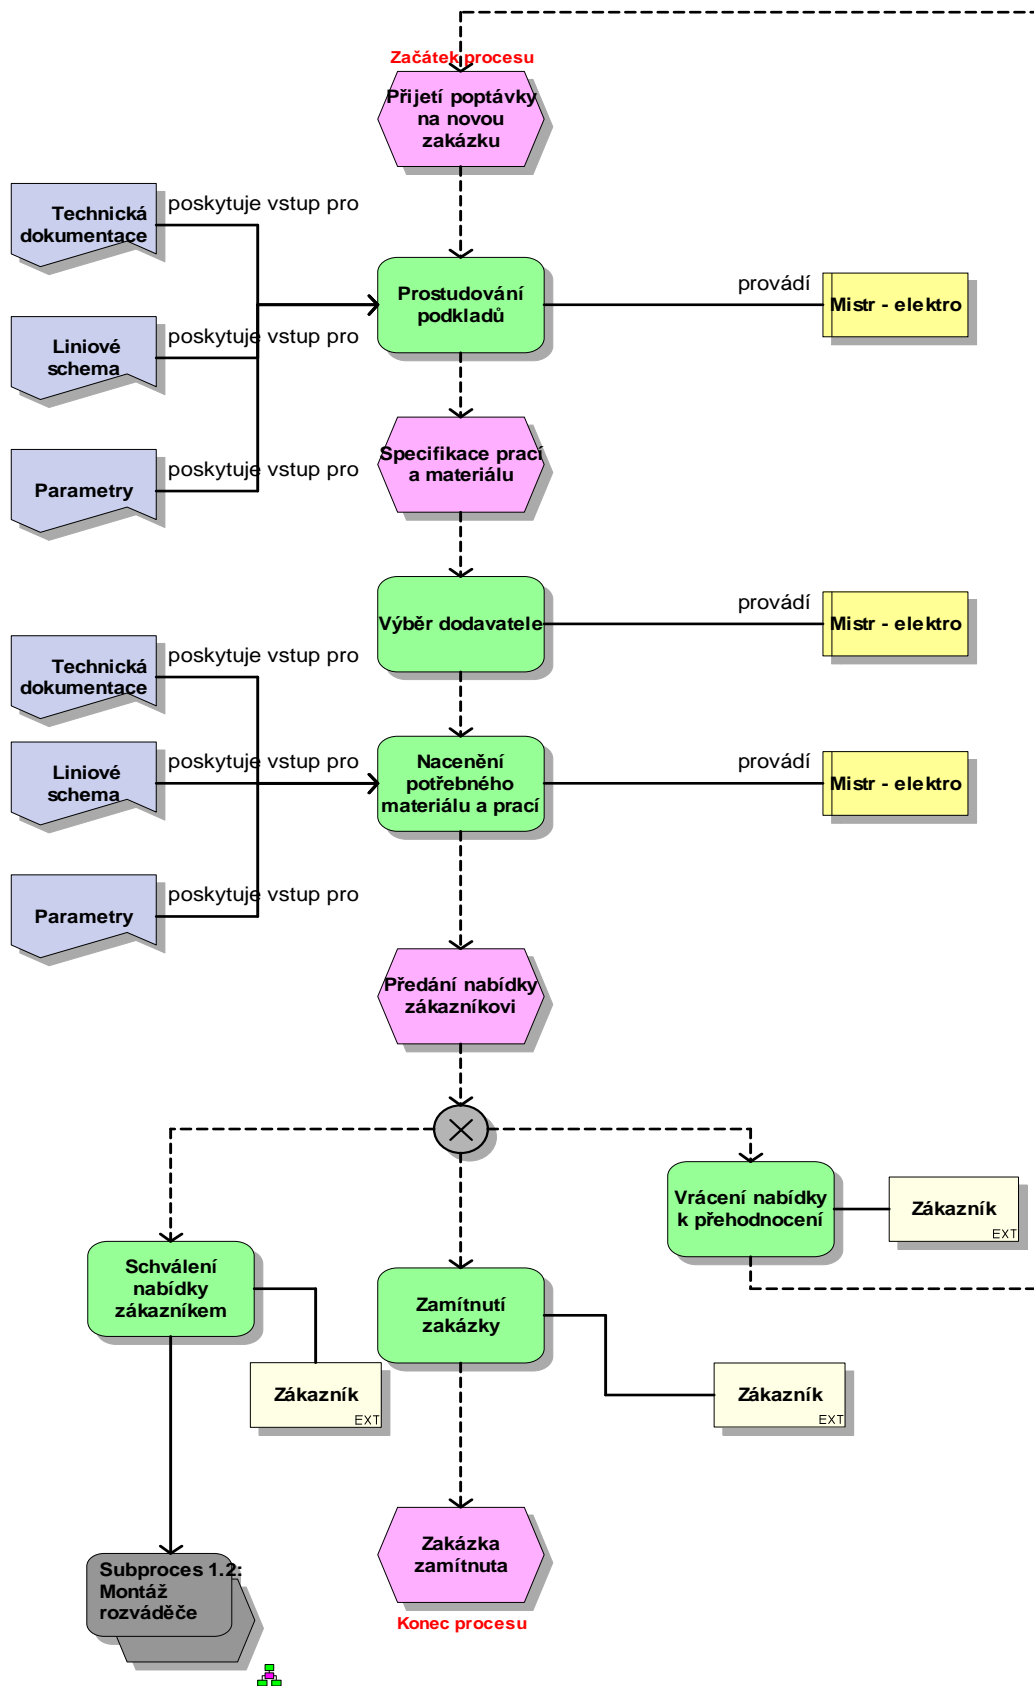 Začátek procesu
Přijetí poptávky
na novou
zakázku
Technická
dokumentace
poskytuje vstup pro
Prostudování
podkladů
provádí
Mistr - elektro
Liniové
schema
poskytuje vstup pro
Parametry
poskytuje vstup pro
Specifikace prací
a materiálu
Výběr dodavatele
provádí
Mistr - elektro
Technická
dokumentace
poskytuje vstup pro
Liniové
schema
poskytuje vstup pro
Nacenění
potřebného
materiálu a prací
provádí
Mistr - elektro
Parametry
poskytuje vstup pro
Předání nabídky
zákazníkovi
Vrácení nabídky
k přehodnocení
Zákazník
EXT
Schválení
nabídky
zákazníkem
Zamítnutí
zakázky
Zákazník
EXT
Zákazník
EXT
Subproces 1.2:
Montáž
rozváděče
Zakázka
zamítnuta
Konec procesu